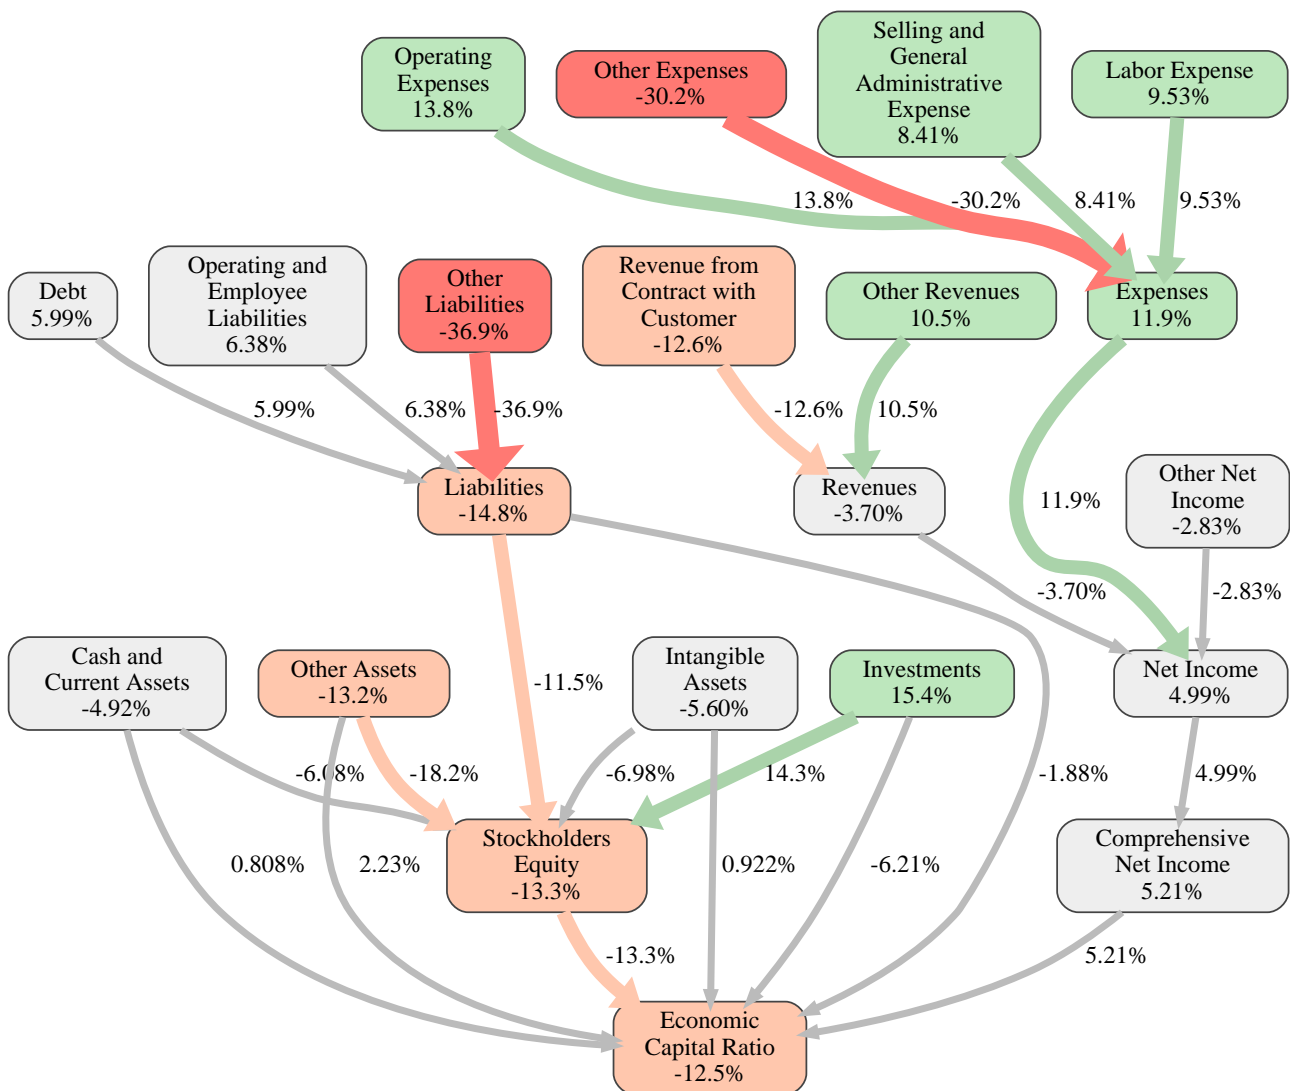 Operating
Expenses
13.8%
Other Expenses
-30.2%
Selling and
General
Administrative
Expense
8.41%
Labor Expense
9.53%
13.8%
-30.2%
8.41%
9.53%
Debt
5.99%
Operating and
Employee
Liabilities
6.38%
Other
Liabilities
-36.9%
Revenue from
Contract with
Customer
-12.6%
Other Revenues
10.5%
Expenses
11.9%
5.99%
6.38%
-36.9%
-12.6%
10.5%
11.9%
Liabilities
-14.8%
Revenues
-3.70%
Other Net
Income
-2.83%
-3.70%
-2.83%
Cash and
Current Assets
-4.92%
Other Assets
-13.2%
-11.5%
Intangible
Assets
-5.60%
Investments
15.4%
Net Income
4.99%
-6.08%
-18.2%
-6.98%
14.3%
-1.88%
4.99%
0.808%
2.23%
Stockholders
Equity
-13.3%
0.922%
-6.21%
Comprehensive
Net Income
5.21%
-13.3%
5.21%
Economic
Capital Ratio
-12.5%